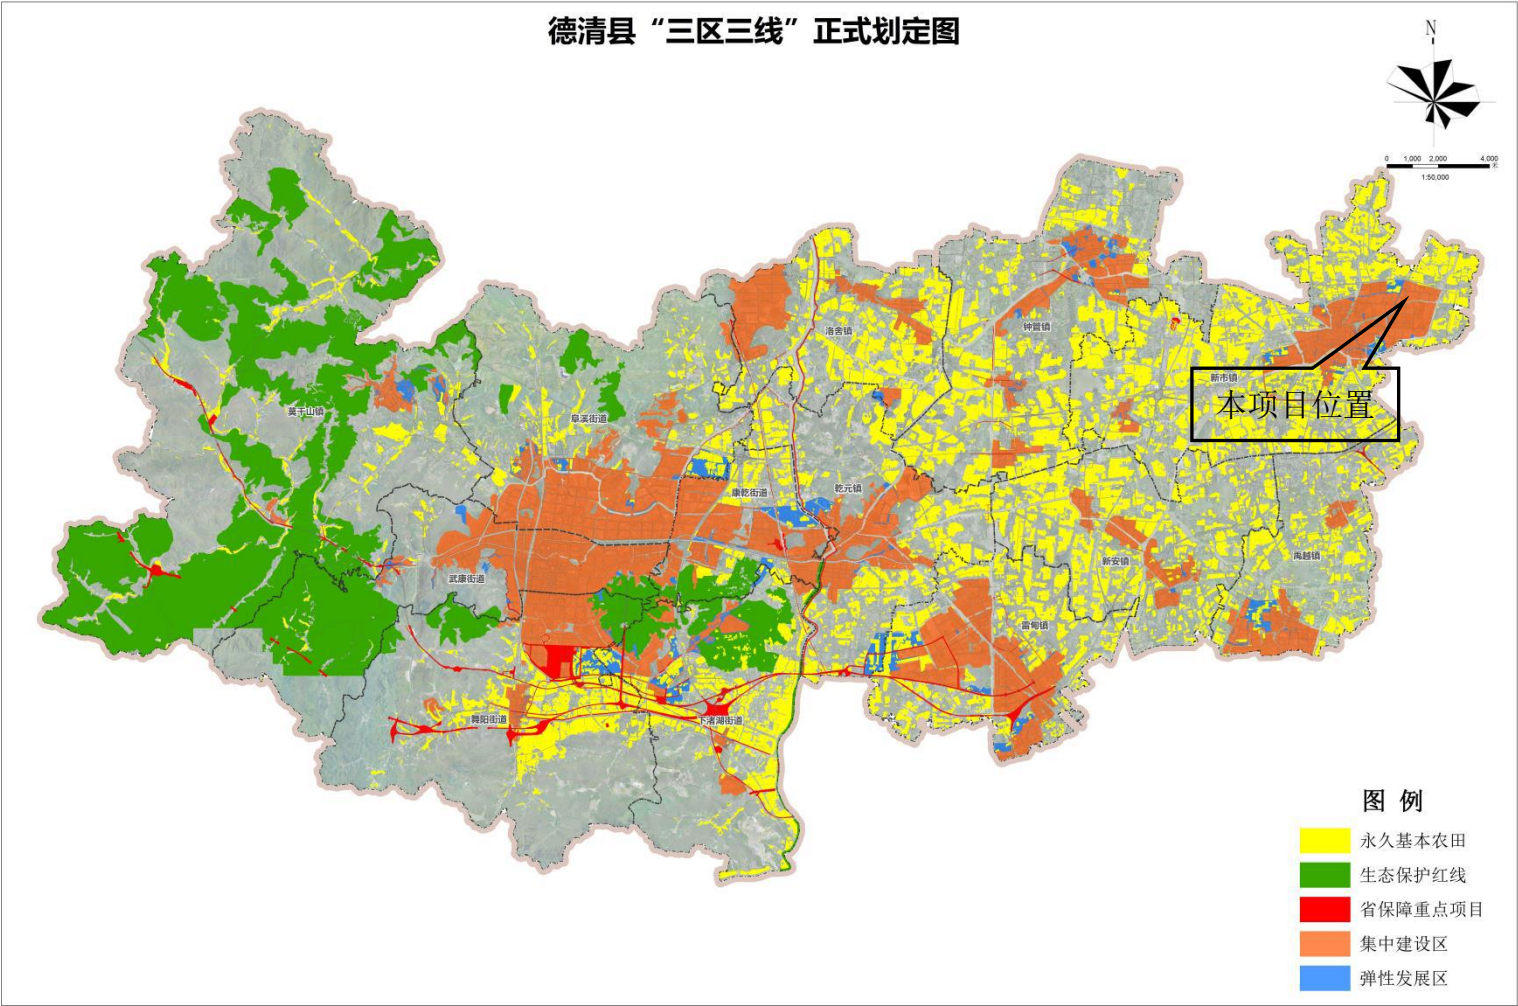 德清县“三区三线”正式划定图
N
0 1,000 2,000 4,000
米
1:50,000
洛舍镇
钟管镇
新市镇
本项目位置
莫干山镇
阜溪街道
康乾街道
乾元镇
武康街道
新安镇
禹越镇
雷甸镇
舞阳街道
下渚湖街道
图 例
永久基本农田
生态保护红线
省保障重点项目
集中建设区
弹性发展区